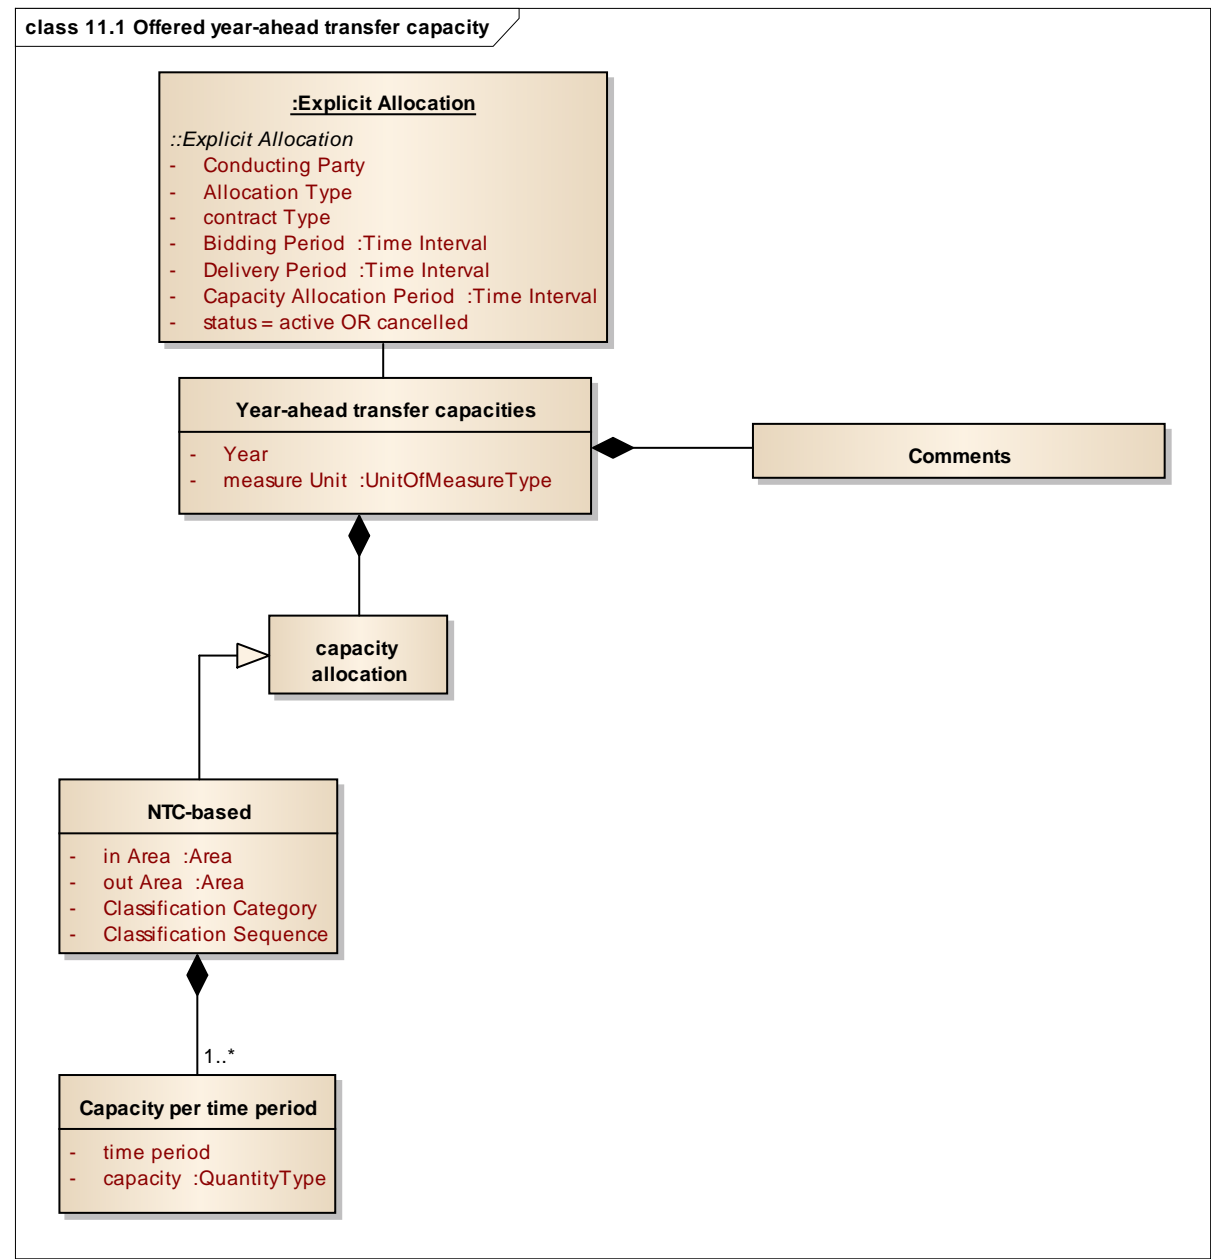 class 11.1 Offered year-ahead transfer capacity
:Explicit Allocation
::Explicit Allocation
- Conducting Party
- Allocation Type
- contract Type
- Bidding Period :Time Interval
- Delivery Period :Time Interval
- Capacity Allocation Period :Time Interval
- status = active OR cancelled
Year-ahead transfer capacities
- Year
- measure Unit :UnitOfMeasureType
Comments
capacity
allocation
NTC-based
- in Area :Area
- out Area :Area
- Classification Category
- Classification Sequence
1..*
Capacity per time period
- time period
- capacity :QuantityType